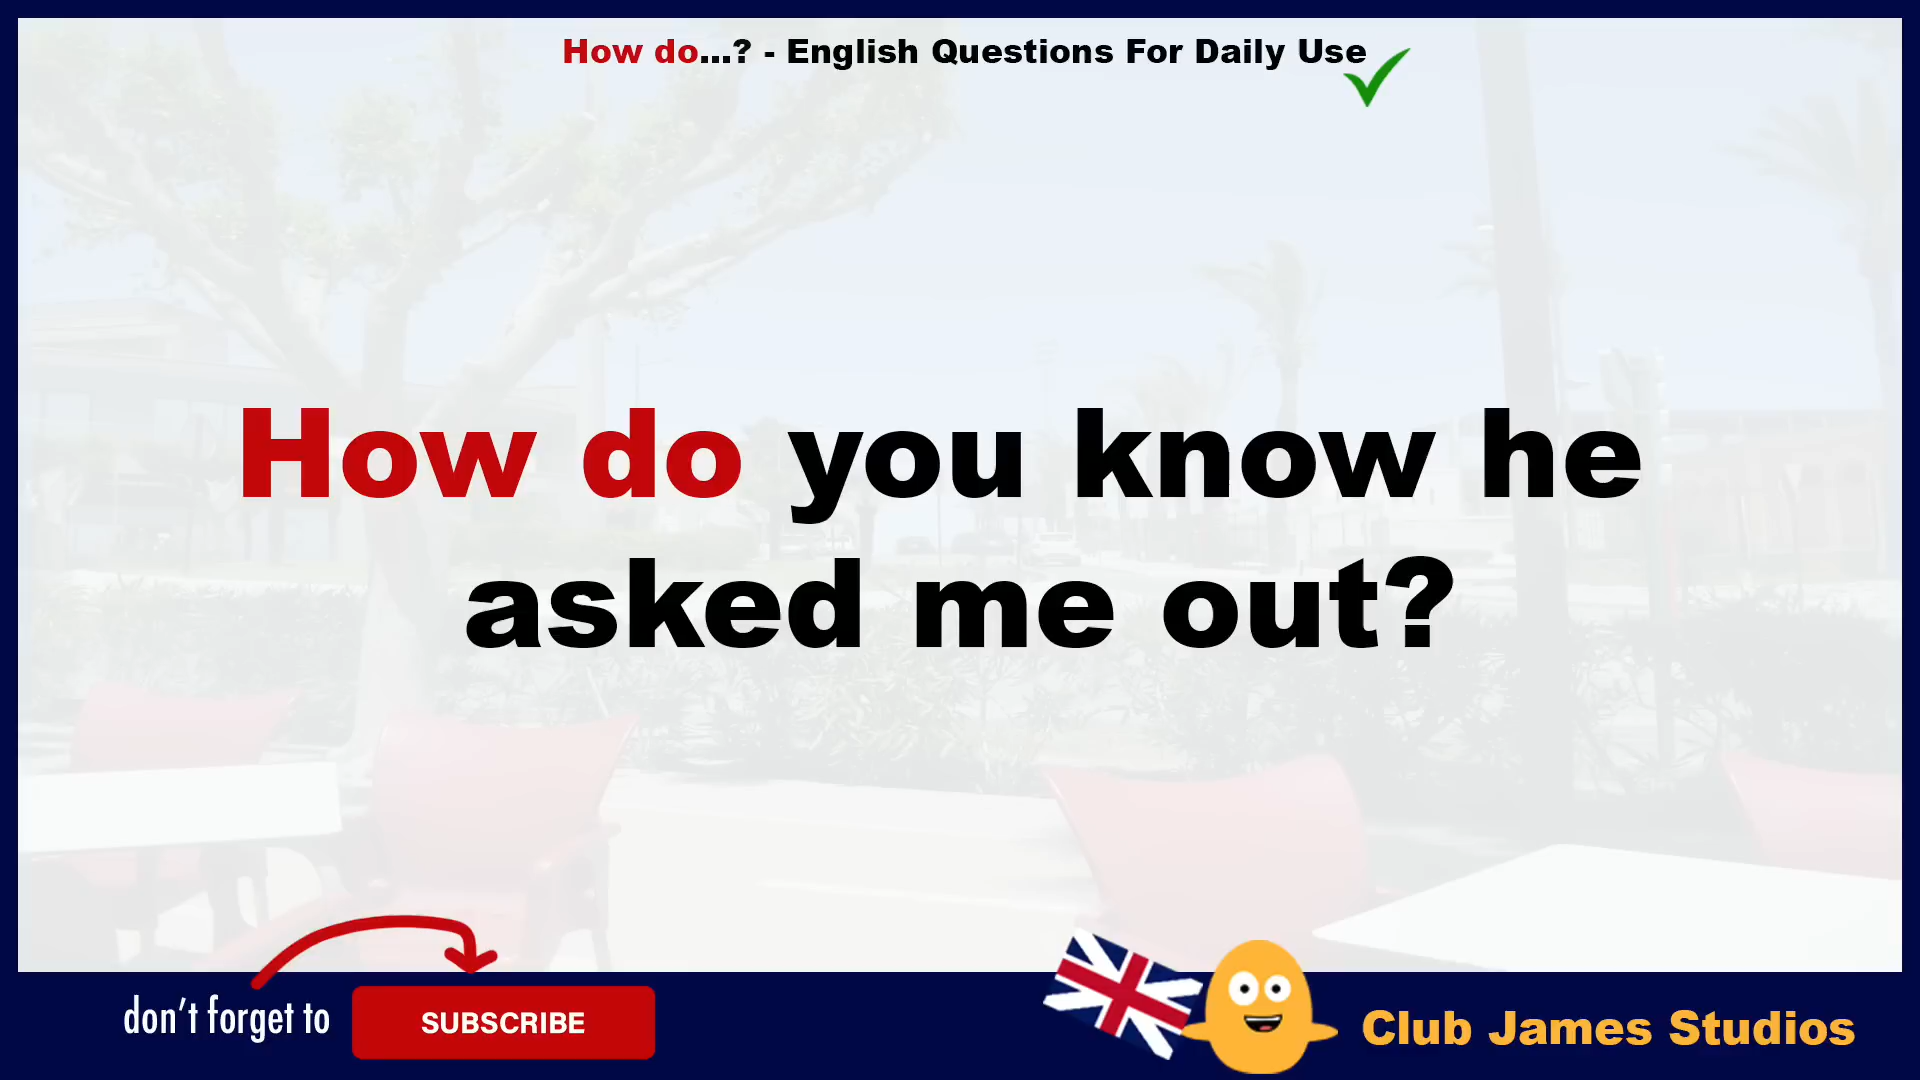 How do...? - English Questions For Daily Use
How do you know he
asked me out?
don't forget to
SUBSCRIBE
Club James Studios